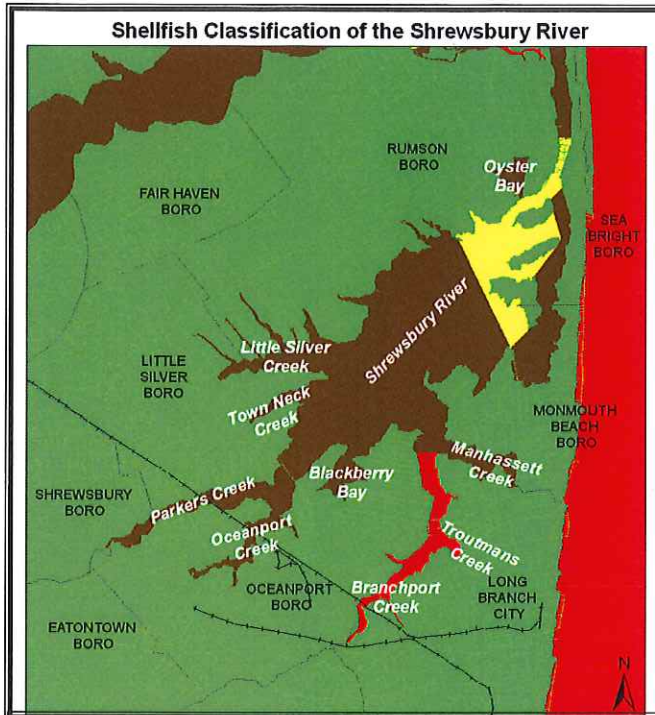 Shellfish Classification of the Shrewsbury River
RUMSON
BORO
Oyster
Bay
FAIR HAVEN
BORO
SEA
BRIGHT
BORO
Shrewsbury River
Little Silver
Creek
LITTLE
SILVER
BORO
Town Neck
Creek
MONMOUTH
BEACH
BORO
Manhassett
Creek
Blackberry
Bay
SHREWSBURY
BORO
Parkers Creek
Oceanport
Creek
Troutmans
Creek
OCEANPORT
BORO
Branchport
Creek
LONG
BRANCH
CITY
EATONTOWN
BORO
N